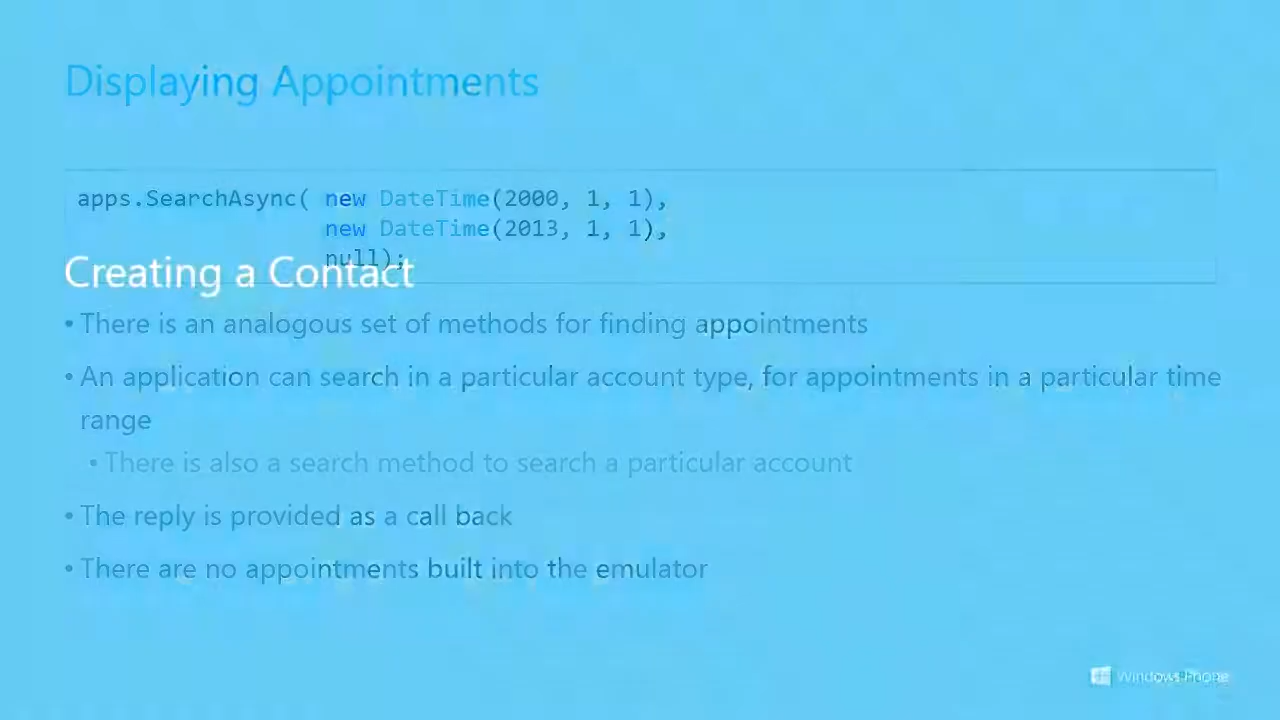 Displaying Appointments
apps.SearchAsync( new DateTime(2000, 1, 1),
new DateTime(2013, 1, 1),
null);
Creating a Contact
• There is an analogous set of methods for finding appointments
• An application can search in a particular account type, for appointments in a particular time
range
• There is also a search method to search a particular account
• The reply is provided as a call back
• There are no appointments built into the emulator
Windows Phone